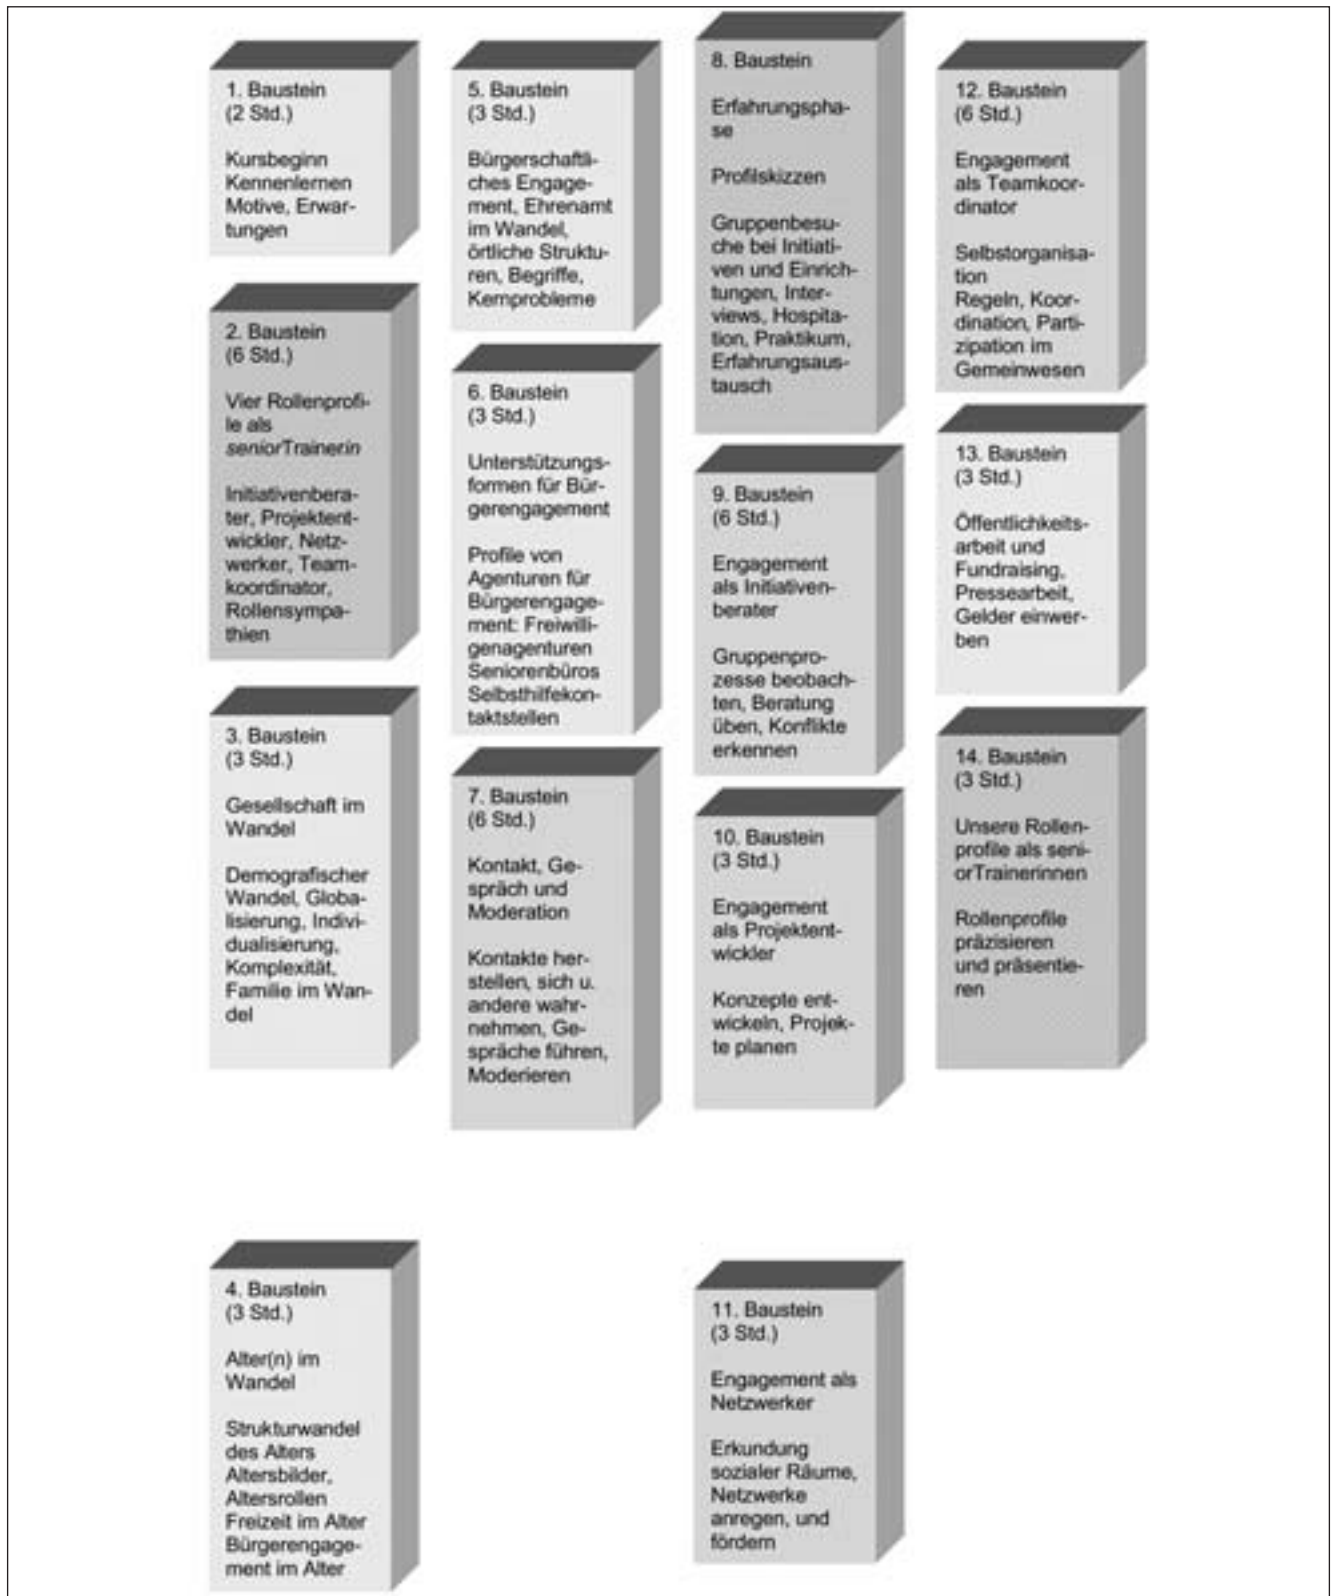 1. Baustein
(2 Std.)
Kursbeginn
Kennenlernen
Motive, Erwar-
tungen
2. Baustein
(6 Std.)
Vier Rollenprofi-
le als
seniorTrainerin
Initiativenbera-
ter, Projektent-
wickler, Netz-
werker, Team-
koordinator,
Rollensympa-
thien
3. Baustein
(3 Std.)
Gesellschaft im
Wandel
Demografischer
Wandel, Globa-
lisierung, Indivi-
dualisierung,
Komplexität,
Familie im Wan-
del
4. Baustein
(3 Std.)
Alter(n) im
Wandel
Strukturwandel
des Alters
Altersbilder,
Altersrollen
Freizeit im Alter
Bürgerengage-
ment im Alter
5. Baustein
(3 Std.)
Bürgerschaftli-
ches Engage-
ment, Ehrenamt
im Wandel,
örtliche Struktu-
ren, Begriffe,
Kernprobleme
6. Baustein
(3 Std.)
Unterstützungs-
formen für Bür-
gerengagement
Profile von
Agenturen für
Bürgerengage-
ment: Freiwilli-
genagenturen
Seniorenbüros
Selbsthilfekon-
taktstellen
7. Baustein
(6 Std.)
Kontakt, Ge-
spräch und
Moderation
Kontakte her-
stellen, sich u.
andere wahr-
nehmen, Ge-
spräche führen,
Moderieren
8. Baustein
Erfahrungspha-
se
Profilskizzen
Gruppenbesu-
che bei Initiati-
ven und Einrich-
tungen, Inter-
views, Hospita-
tion, Praktikum,
Erfahrungsaus-
tausch
9. Baustein
(6 Std.)
Engagement
als Initiativen-
berater
Gruppenpro-
zesse beobach-
ten, Beratung
üben, Konflikte
erkennen
10. Baustein
(3 Std.)
Engagement
als Projektent-
wickler
Konzepte ent-
wickeln, Projek-
te planen
11. Baustein
(3 Std.)
Engagement als
Netzwerker
Erkundung
sozialer Räume,
Netzwerke
anregen, und
fördern
12. Baustein
(6 Std.)
Engagement
als Teamkoor-
dinator
Selbstorganisa-
tion
Regeln, Koor-
dination, Parti-
zipation im
Gemeinwesen
13. Baustein
(3 Std.)
Öffentlichkeits-
arbeit und
Fundraising,
Pressearbeit,
Gelder einwer-
ben
14. Baustein
(3 Std.)
Unsere Rollen-
profile als seni-
orTrainerinnen
Rollenprofile
präzisieren
und präsentie-
ren